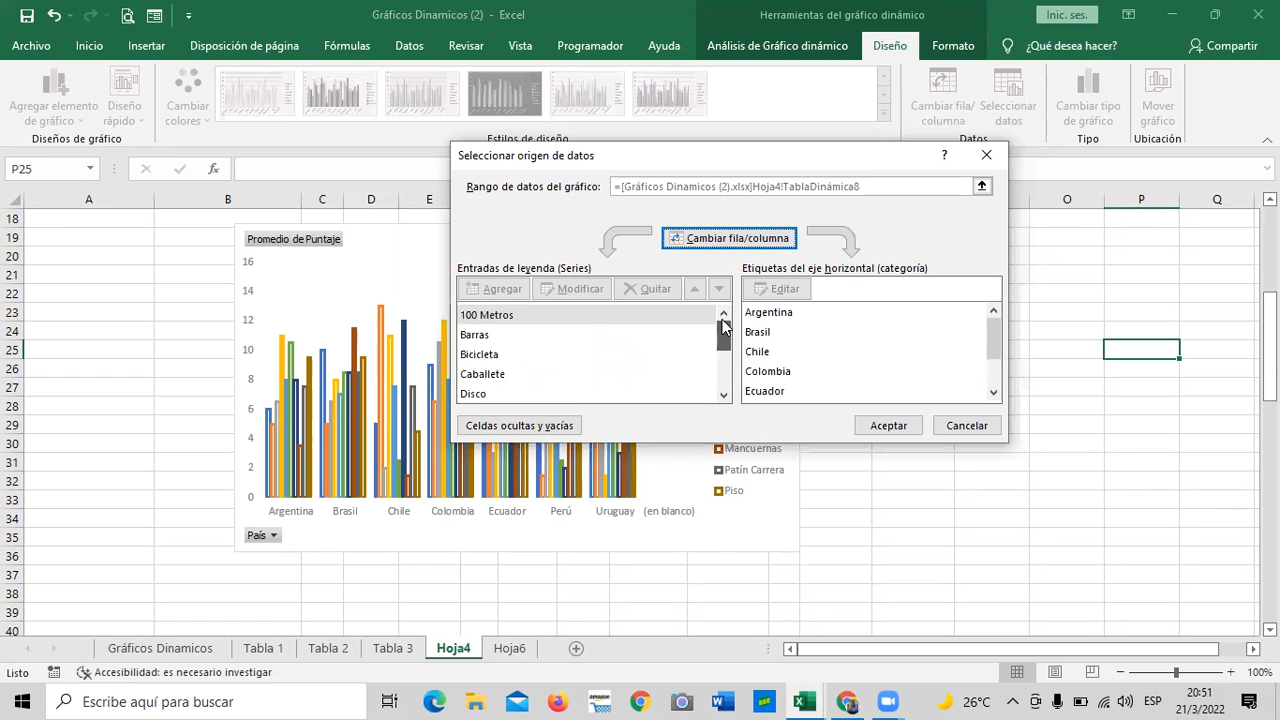 Gráficos Dinamicos (2) - Excel
Herramientas del gráfico dinámico
Inic. ses.
Archivo Inicio Insertar Disposición de página Fórmulas Datos Revisar Vista Programador Ayuda Análisis de Gráfico dinámico Diseño Formato ¿Qué desea hacer? Compartir
Agregar elemento de gráfico
Diseño rápido
Cambiar colores
Cambiar fila/columna
Seleccionar datos
Cambiar tipo de gráfico
Mover gráfico
Diseños de gráfico
Estilos de diseño
Datos
Tipo
Ubicación
P25
fx
A B C D E O P Q
Seleccionar origen de datos
?
Rango de datos del gráfico: =[Gráficos Dinamicos (2).xlsx]Hoja4!TablaDinámica8
Cambiar fila/columna
Entradas de leyenda (Series)
Etiquetas del eje horizontal (categoría)
Agregar Modificar Quitar
Editar
100 Metros
Barras
Bicicleta
Caballete
Disco
Argentina
Brasil
Chile
Colombia
Ecuador
Celdas ocultas y vacías
Aceptar
Cancelar
18
19
20
21
22
23
24
25
26
27
28
29
30
31
32
33
34
35
36
37
38
39
40
Promedio de Puntaje
16
14
12
10
8
6
4
2
0
Argentina Brasil Chile Colombia Ecuador Perú Uruguay (en blanco)
Mancuernas
Patín Carrera
Piso
País
Gráficos Dinamicos Tabla 1 Tabla 2 Tabla 3 Hoja4 Hoja6
Listo
Accesibilidad: es necesario investigar
100%
Escribe aquí para buscar
amazon
26°C
ESP
20:51
21/3/2022